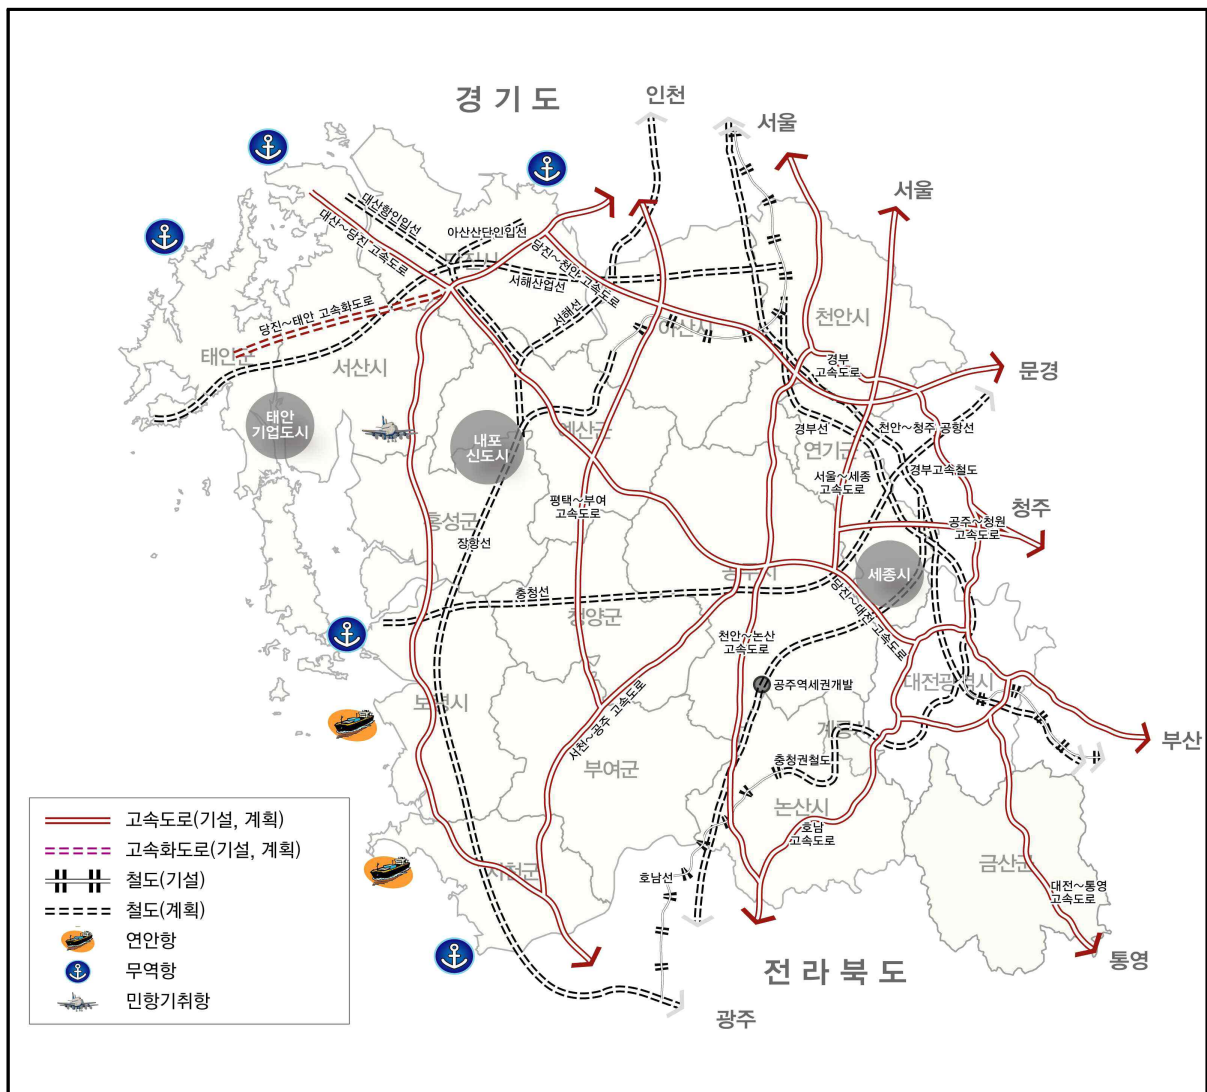 경 기 도
인천
서울
서울
대산항인입선
대산~당진 고속도로
아산산단인입선
당진시
당진~천안 고속도로
서해산업선
서해선
당진~태안 고속화도로
태안군
서산시
아산시
천안시
경부
고속도로
문경
태안
기업도시
내포
신도시
예산군
경부선
천안~청주 공항선
연기군
경부고속철도
서울~세종
고속도로
평택~부여
고속도로
청주
공주~청원
고속도로
홍성군
장항선
공주시
세종시
충청선
당진~대전 고속도로
청양군
천안~논산
고속도로
공주역세권개발
대전광역시
보령시
서천~공주 고속도로
계룡시
부산
부여군
충청권철도
논산시
호남
고속도로
서천군
호남선
금산군
대전~통영
고속도로
전 라 북 도
통영
광주
고속도로(기설, 계획)
고속화도로(기설, 계획)
철도(기설)
철도(계획)
연안항
무역항
민항기취항